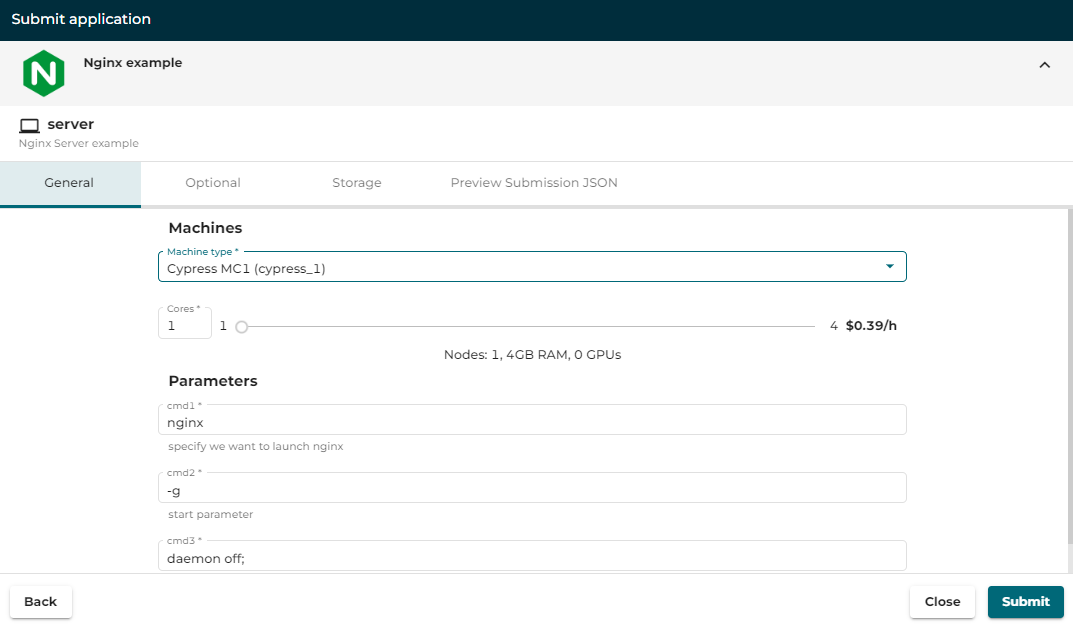 Submit application
N
Nginx example
server
Nginx Server example
General Optional Storage Preview Submission JSON
Machines
Machine type *
Cypress MC1 (cypress_1)
Cores *
1 1 4 $0.39/h
Nodes: 1, 4GB RAM, 0 GPUs
Parameters
cmd1 *
nginx
specify we want to launch nginx
cmd2 *
-g
start parameter
cmd3 *
daemon off;
Back Close Submit